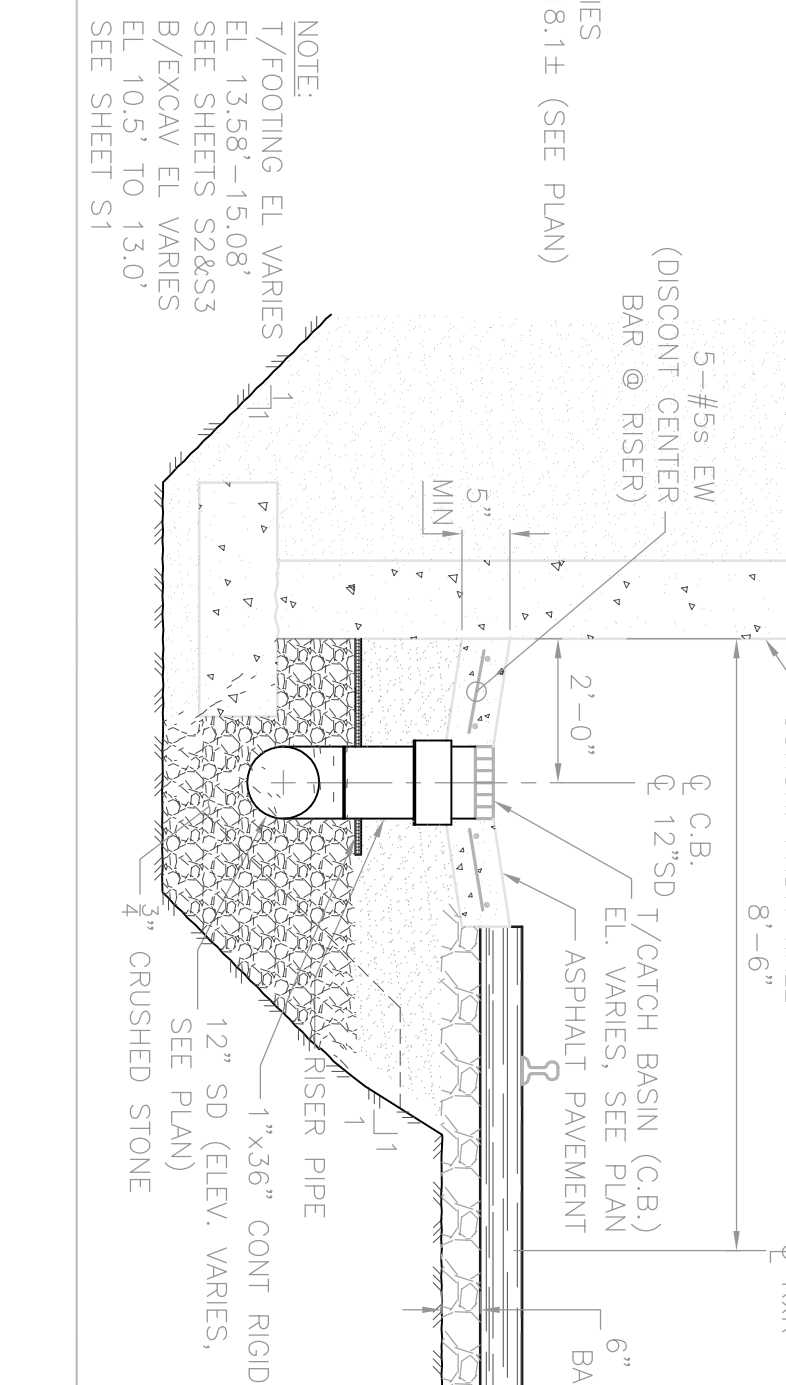 IES
8.1± (SEE PLAN)
5-#5s EW
(DISCONT CENTER
BAR @ RISER)
5"
MIN
2'-0"
8'-6"
℄ C.B.
℄ 12"SD
T/CATCH BASIN (C.B.)
EL. VARIES, SEE PLAN
ASPHALT PAVEMENT
6"
BA
NOTE:
T/FOOTING EL VARIES
EL 13.58'-15.08'
SEE SHEETS S2&S3
B/EXCAV EL VARIES
EL 10.5' TO 13.0'
SEE SHEET S1
1
1
1
1
RISER PIPE
1"x36" CONT RIGID
12" SD (ELEV. VARIES,
SEE PLAN)
3/4" CRUSHED STONE